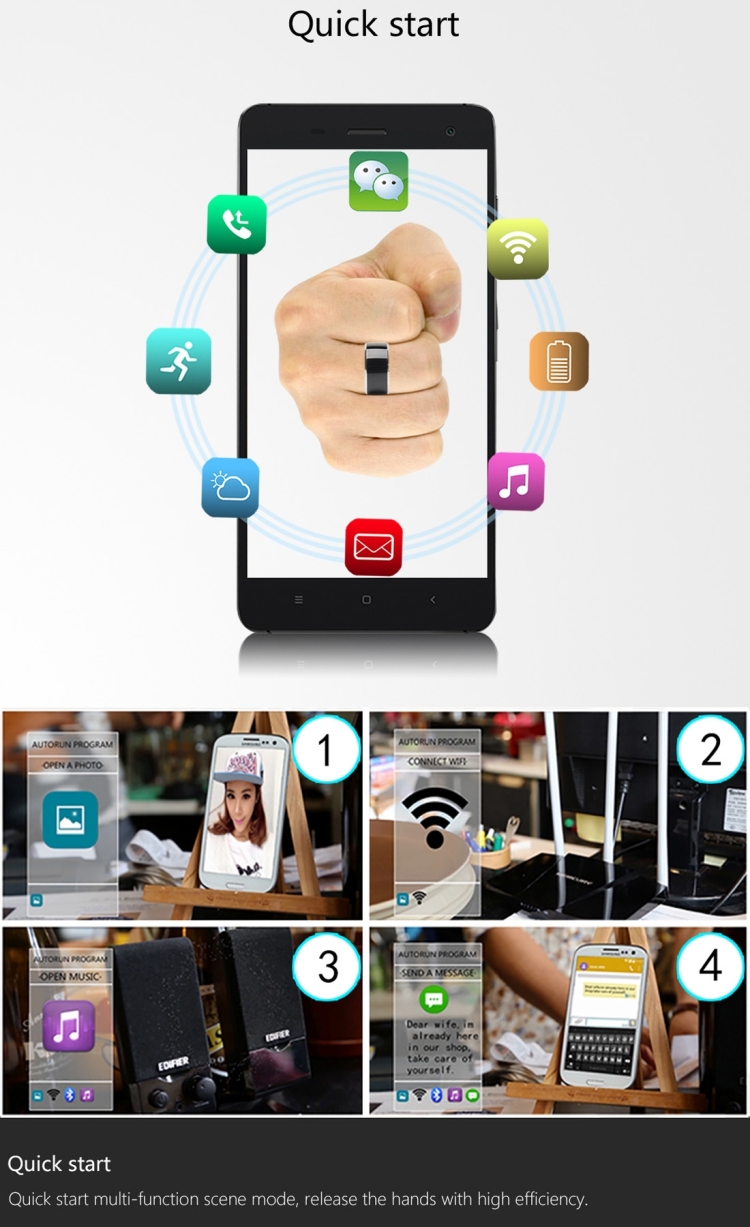 Quick start
AUTORUN PROGRAM
·OPEN A PHOTO·
1
AUTORUN PROGRAM
·CONNECT WIFI·
2
AUTORUN PROGRAM
·OPEN MUSIC·
3
EDIFIER
EDIFIER
AUTORUN PROGRAM
·SEND A MESSAGE·
4
Dear wife,im
already here
in our shop,
take care of
yourself.
Quick start
Quick start multi-function scene mode, release the hands with high efficiency.